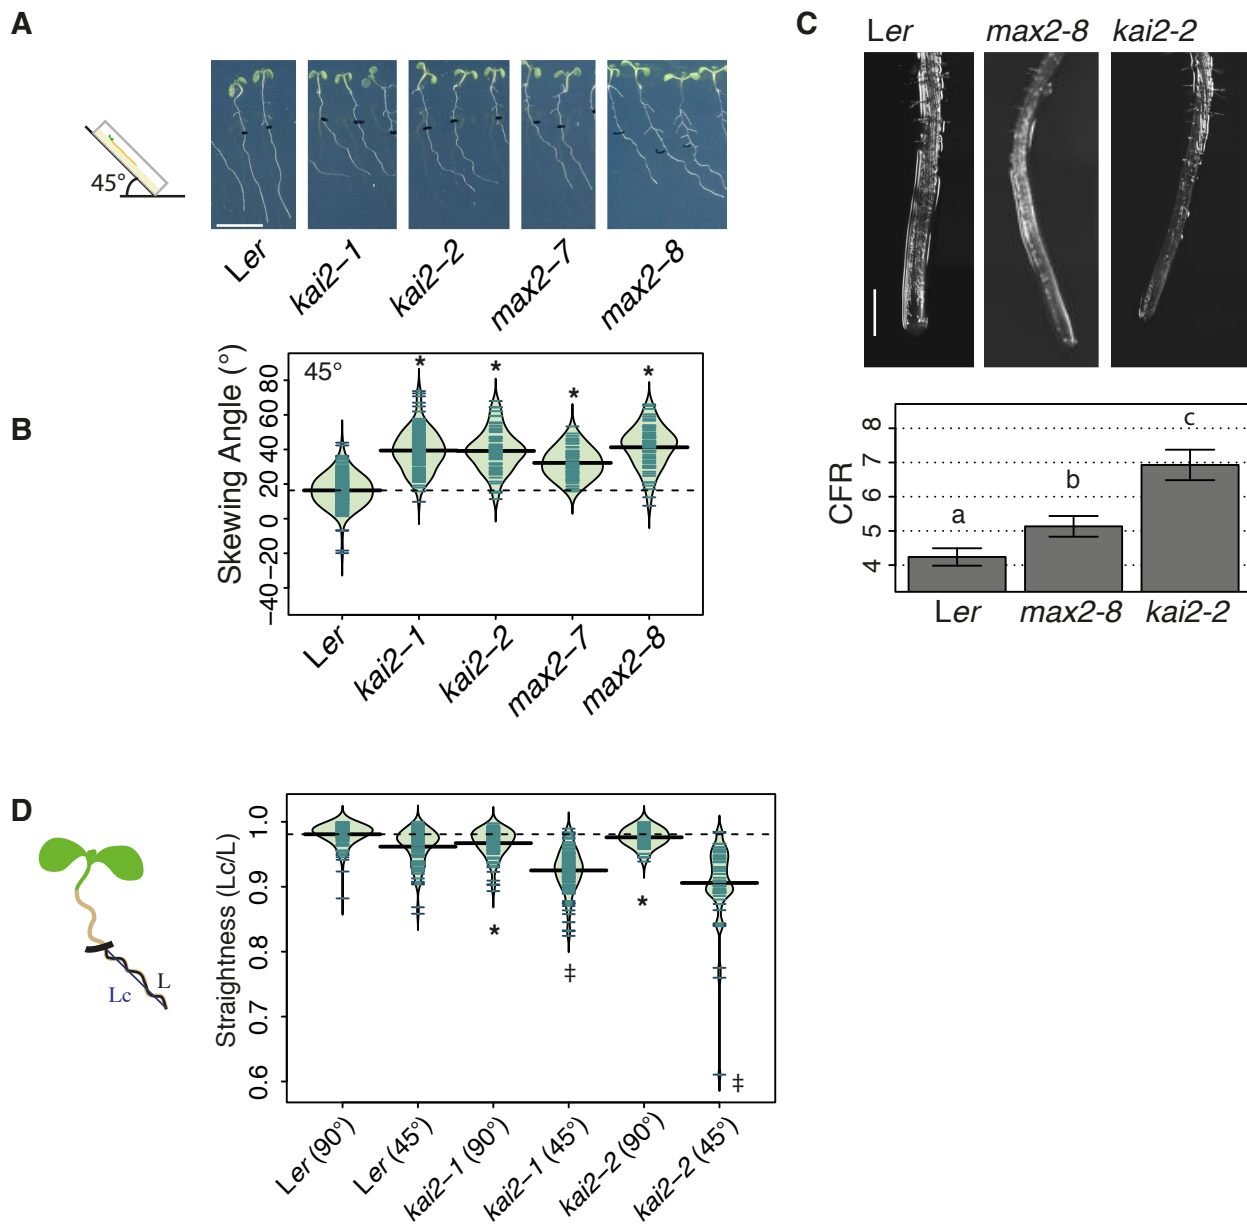 A
45°
Ler
kai2−1
kai2−2
max2−7
max2−8
B
Skewing Angle (°)
80
60
40
20
0
−20
−40
45°
*
*
*
*
Ler
kai2−1
kai2−2
max2−7
max2−8
C
Ler max2-8 kai2-2
CFR
8
7
6
5
4
a
b
c
Ler max2-8 kai2-2
D
Lc
L
Straightness (Lc/L)
1.0
0.9
0.8
0.7
0.6
*
‡
*
‡
Ler (90°)
Ler (45°)
kai2−1 (90°)
kai2−1 (45°)
kai2−2 (90°)
kai2−2 (45°)